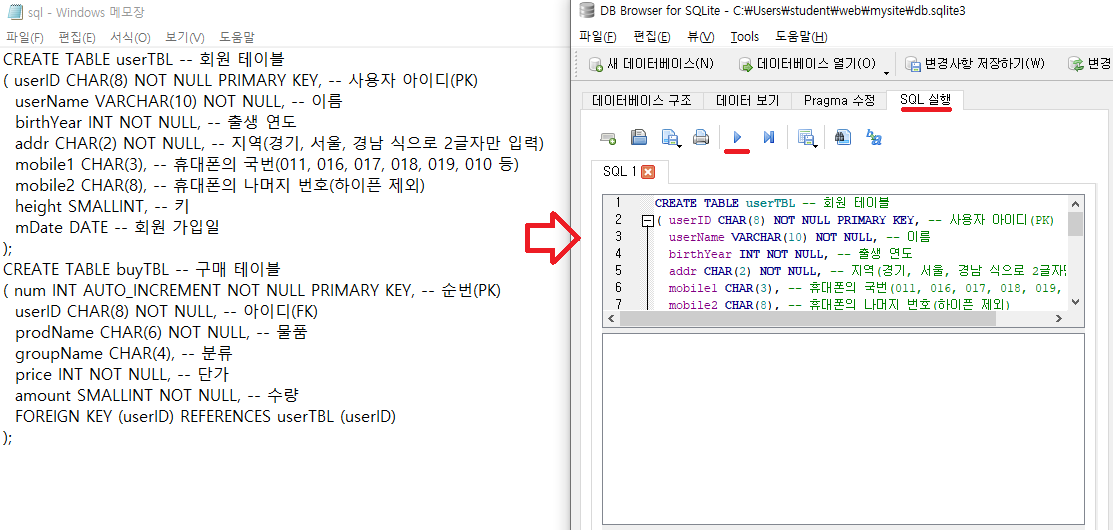 sql - Windows 메모장
파일(F) 편집(E) 서식(O) 보기(V) 도움말
CREATE TABLE userTBL -- 회원 테이블
( userID CHAR(8) NOT NULL PRIMARY KEY, -- 사용자 아이디(PK)
userName VARCHAR(10) NOT NULL, -- 이름
birthYear INT NOT NULL, -- 출생 연도
addr CHAR(2) NOT NULL, -- 지역(경기, 서울, 경남 식으로 2글자만 입력)
mobile1 CHAR(3), -- 휴대폰의 국번(011, 016, 017, 018, 019, 010 등)
mobile2 CHAR(8), -- 휴대폰의 나머지 번호(하이픈 제외)
height SMALLINT, -- 키
mDate DATE -- 회원 가입일
);
CREATE TABLE buyTBL -- 구매 테이블
( num INT AUTO_INCREMENT NOT NULL PRIMARY KEY, -- 순번(PK)
userID CHAR(8) NOT NULL, -- 아이디(FK)
prodName CHAR(6) NOT NULL, -- 물품
groupName CHAR(4), -- 분류
price INT NOT NULL, -- 단가
amount SMALLINT NOT NULL, -- 수량
FOREIGN KEY (userID) REFERENCES userTBL (userID)
);
DB Browser for SQLite - C:₩Users₩student₩web₩mysite₩db.sqlite3
파일(F) 편집(E) 뷰(V) Tools 도움말(H)
새 데이터베이스(N) 데이터베이스 열기(O) 변경사항 저장하기(W) 변경
데이터베이스 구조 데이터 보기 Pragma 수정 SQL 실행
SQL 1
1 CREATE TABLE userTBL -- 회원 테이블
2 ( userID CHAR(8) NOT NULL PRIMARY KEY, -- 사용자 아이디(PK)
3 userName VARCHAR(10) NOT NULL, -- 이름
4 birthYear INT NOT NULL, -- 출생 연도
5 addr CHAR(2) NOT NULL, -- 지역(경기, 서울, 경남 식으로 2글자만
6 mobile1 CHAR(3), -- 휴대폰의 국번(011, 016, 017, 018, 019,
7 mobile2 CHAR(8), -- 휴대폰의 나머지 번호(하이픈 제외)